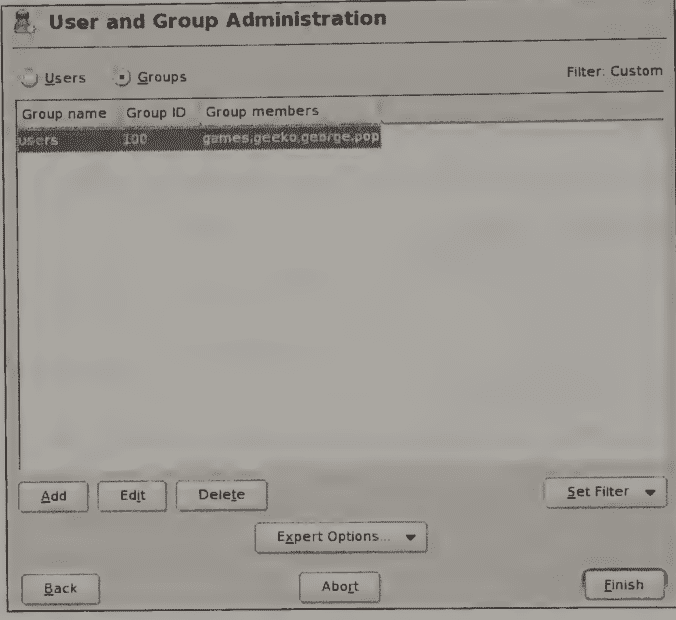 User and Group Administration
Users Groups Filter: Custom
Group name Group ID Group members
users 100 games,geeko,george,pop
Add Edit Delete Set Filter
Expert Options...
Back Abort Finish